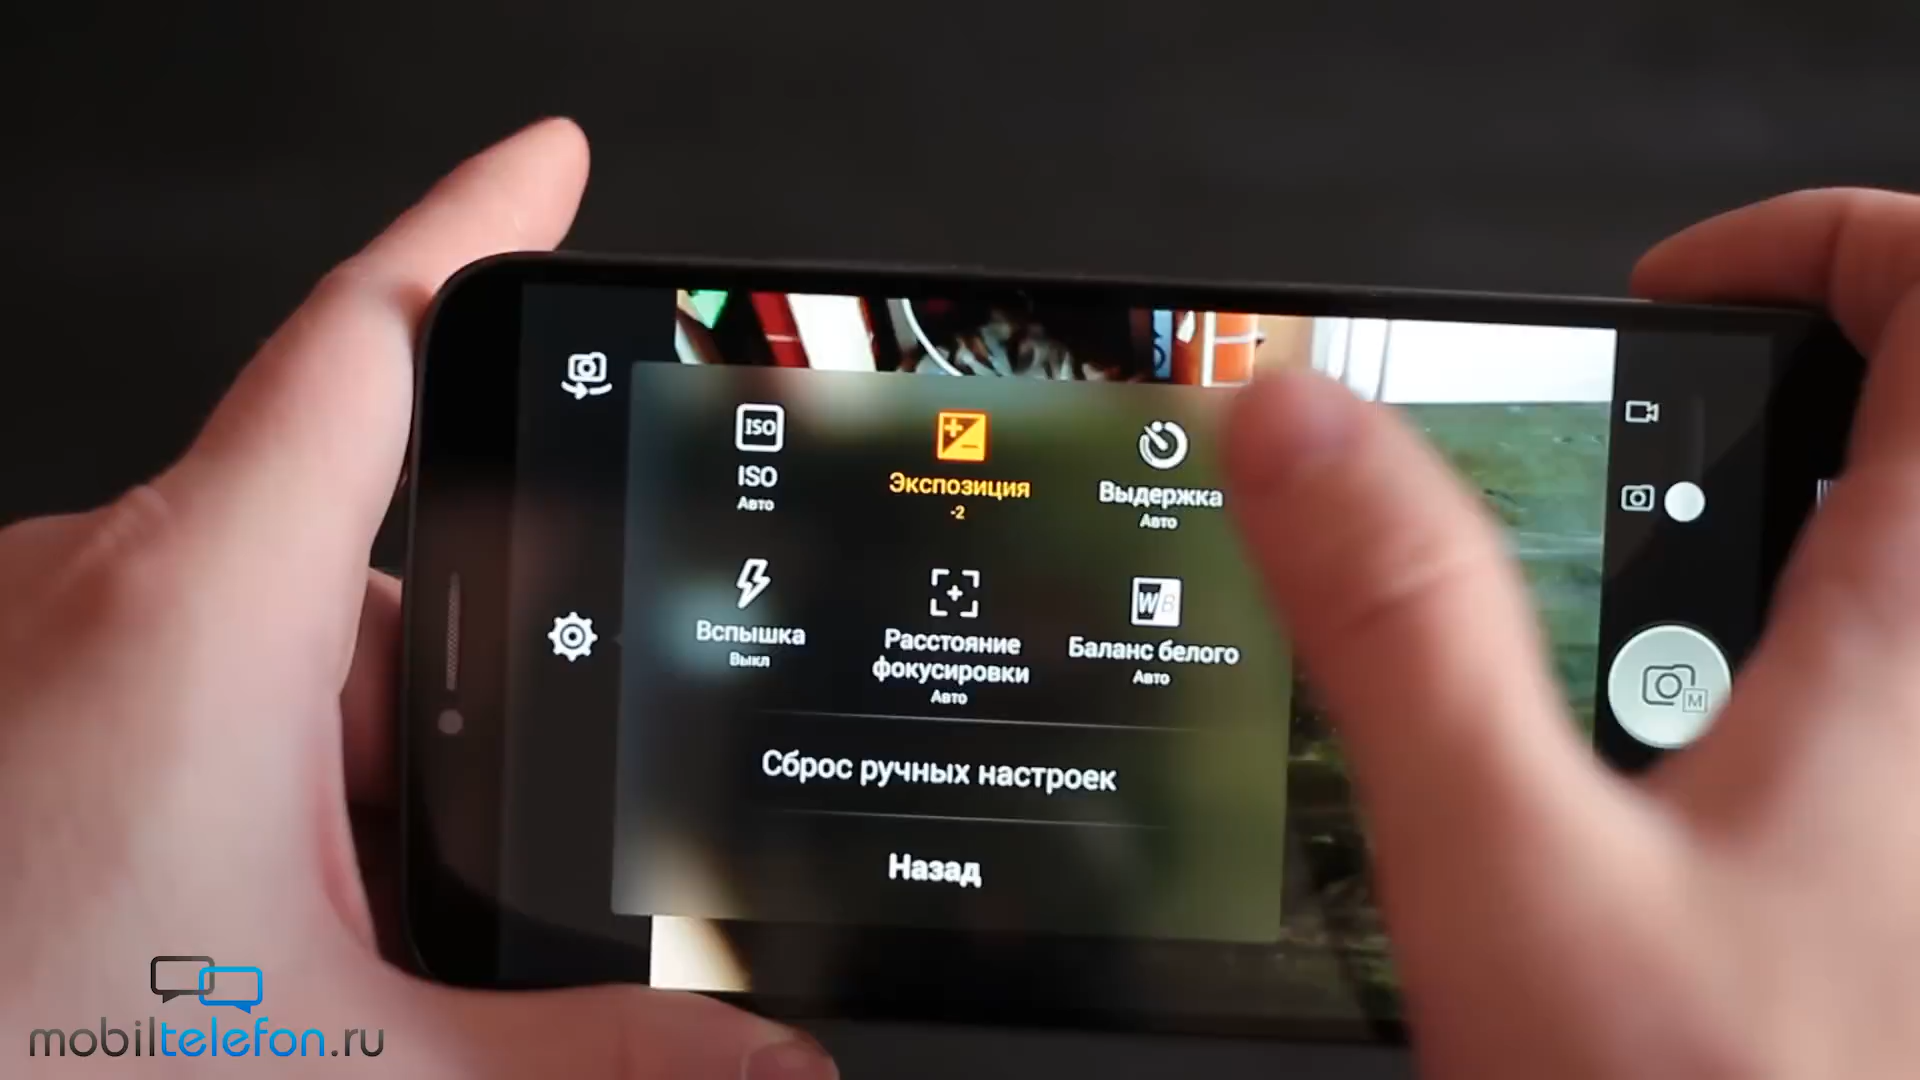 ISO
ISO
Авто
Экспозиция
-2
Выдержка
Авто
Вспышка
Выкл
Расстояние
фокусировки
Авто
WB
Баланс белого
Авто
M
Сброс ручных настроек
Назад
mobiltelefon.ru